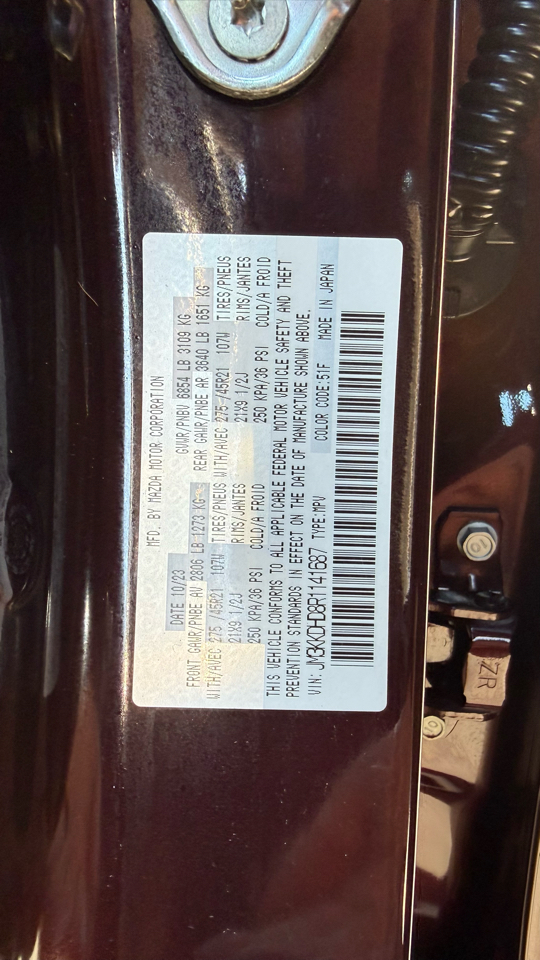 MFD. BY MAZDA MOTOR CORPORATION
DATE 10/23 GVWR/PNBV 6854 LB 3109 KG
FRONT GAWR/PNBE AV 2806 LB 1273 KG REAR GAWR/PNBE AR 3640 LB 1651 KG
WITH/AVEC 275 /45R21 107W TIRES/PNEUS WITH/AVEC 275 /45R21 107W TIRES/PNEUS
21X9 1/2J RIMS/JANTES 21X9 1/2J RIMS/JANTES
250 KPA/36 PSI COLD/A FROID 250 KPA/36 PSI COLD/A FROID
THIS VEHICLE CONFORMS TO ALL APPLICABLE FEDERAL MOTOR VEHICLE SAFETY AND THEFT
PREVENTION STANDARDS IN EFFECT ON THE DATE OF MANUFACTURE SHOWN ABOVE.
VIN: JM3KKDHD8R1141687 TYPE:MPV COLOR CODE:51F MADE IN JAPAN
ZR